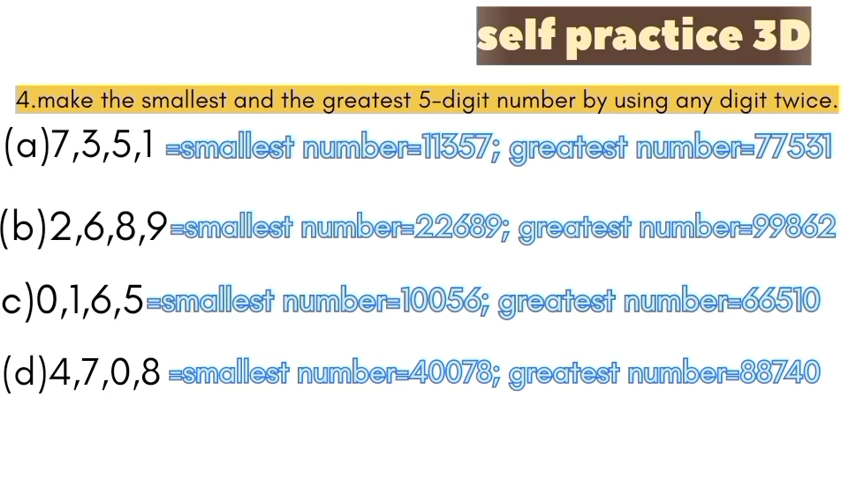 self practice 3D
4.make the smallest and the greatest 5-digit number by using any digit twice.
(a)7,3,5,1 =smallest number=11357; greatest number=77531
(b)2,6,8,9=smallest number=22689; greatest number=99862
c)0,1,6,5=smallest number=10056; greatest number=66510
(d)4,7,0,8 =smallest number=40078; greatest number=88740